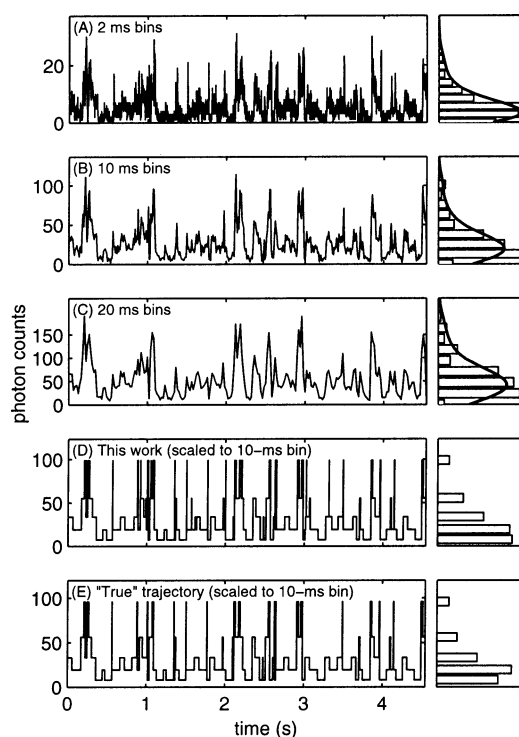 (A) 2 ms bins
20
0
(B) 10 ms bins
100
50
0
(C) 20 ms bins
150
100
50
0
photon counts
(D) This work (scaled to 10-ms bin)
100
50
0
(E) "True" trajectory (scaled to 10-ms bin)
100
50
0
0
1
2
3
4
time (s)